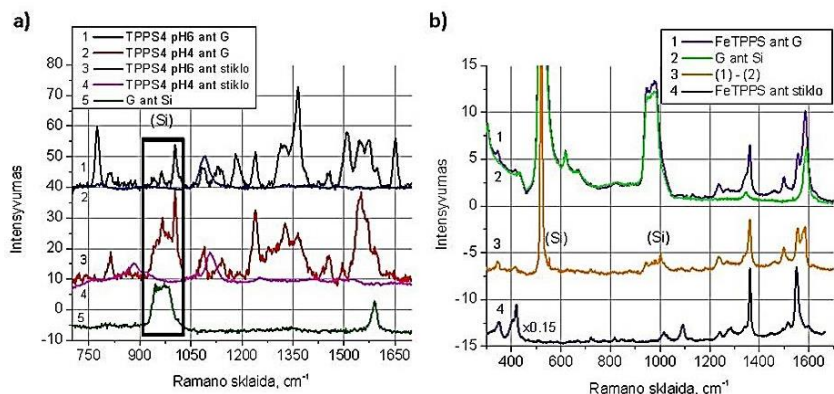 a)
1 TPPS4 pH6 ant G
2 TPPS4 pH4 ant G
3 TPPS4 pH6 ant stiklo
4 TPPS4 pH4 ant stiklo
5 G ant Si
Intensyvumas
80
70
60
50
40
30
20
10
0
-10
(Si)
1
2
3
4
5
750 900 1050 1200 1350 1500 1650
Ramano sklaida, cm⁻¹
b)
1 FeTPPS ant G
2 G ant Si
3 (1) - (2)
4 FeTPPS ant stiklo
Intensyvumas
15
10
5
0
-5
-10
-15
1
2
3
(Si) (Si)
4
x0.15
400 600 800 1000 1200 1400 1600
Ramano sklaida, cm⁻¹